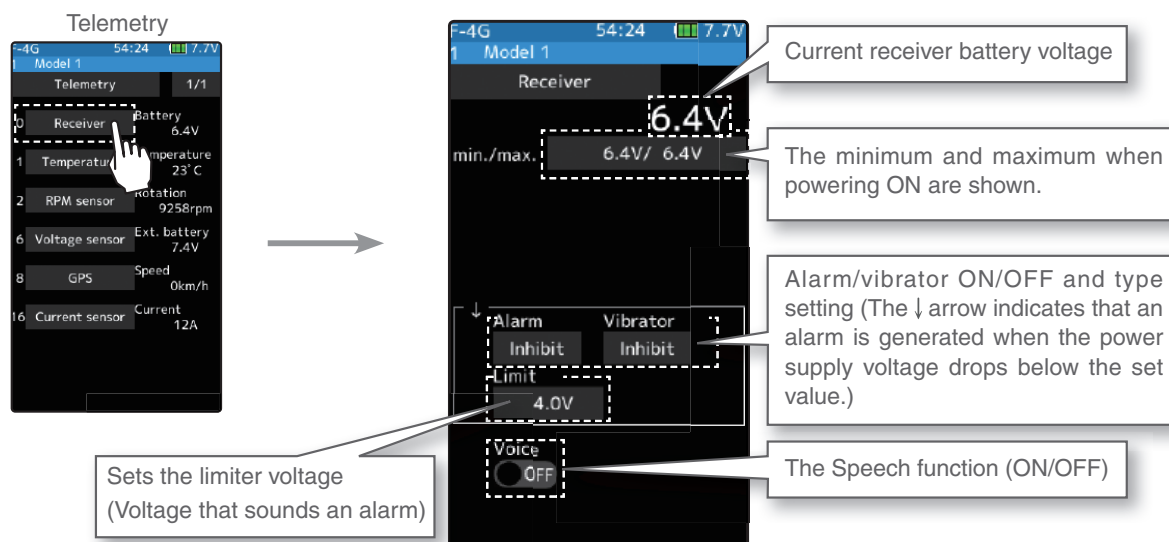 Telemetry
F-4G 54:24 7.7V
1 Model 1
Telemetry 1/1
0 Receiver Battery
6.4V
1 Temperature
23°C
2 RPM sensor Rotation
9258rpm
6 Voltage sensor Ext. battery
7.4V
8 GPS Speed
0km/h
16 Current sensor Current
12A
F-4G 54:24 7.7V
1 Model 1
Receiver
6.4V
min./max. 6.4V/ 6.4V
↓
Alarm Vibrator
Inhibit Inhibit
Limit
4.0V
Voice
OFF
Current receiver battery voltage
The minimum and maximum when
powering ON are shown.
Alarm/vibrator ON/OFF and type
setting (The ↓ arrow indicates that an
alarm is generated when the power
supply voltage drops below the set
value.)
The Speech function (ON/OFF)
Sets the limiter voltage
(Voltage that sounds an alarm)